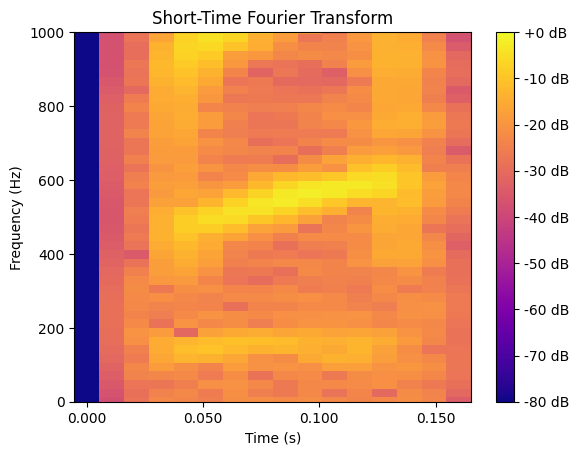 Short-Time Fourier Transform
1000
800
600
400
200
0
Frequency (Hz)
0.000
0.050
0.100
0.150
Time (s)
+0 dB
-10 dB
-20 dB
-30 dB
-40 dB
-50 dB
-60 dB
-70 dB
-80 dB